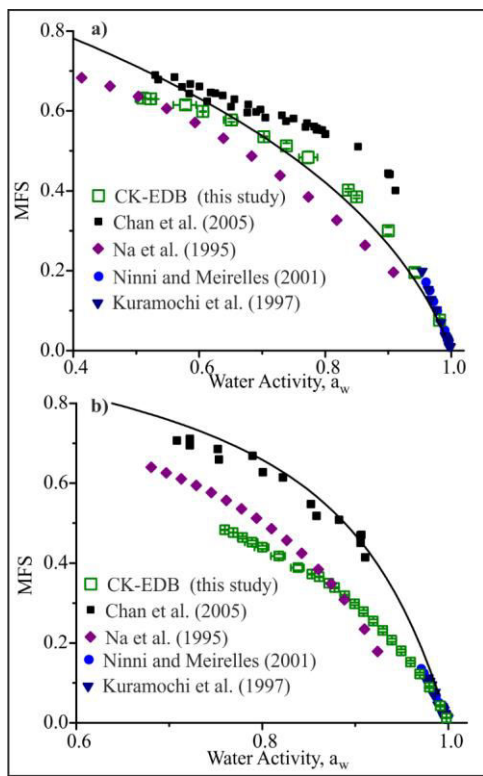 a)
0.8
0.6
0.4
0.2
0.0
MFS
CK-EDB (this study)
Chan et al. (2005)
Na et al. (1995)
Ninni and Meirelles (2001)
Kuramochi et al. (1997)
0.4 0.6 0.8 1.0
Water Activity, aw
b)
0.8
0.6
0.4
0.2
0.0
MFS
CK-EDB (this study)
Chan et al. (2005)
Na et al. (1995)
Ninni and Meirelles (2001)
Kuramochi et al. (1997)
0.6 0.8 1.0
Water Activity, aw